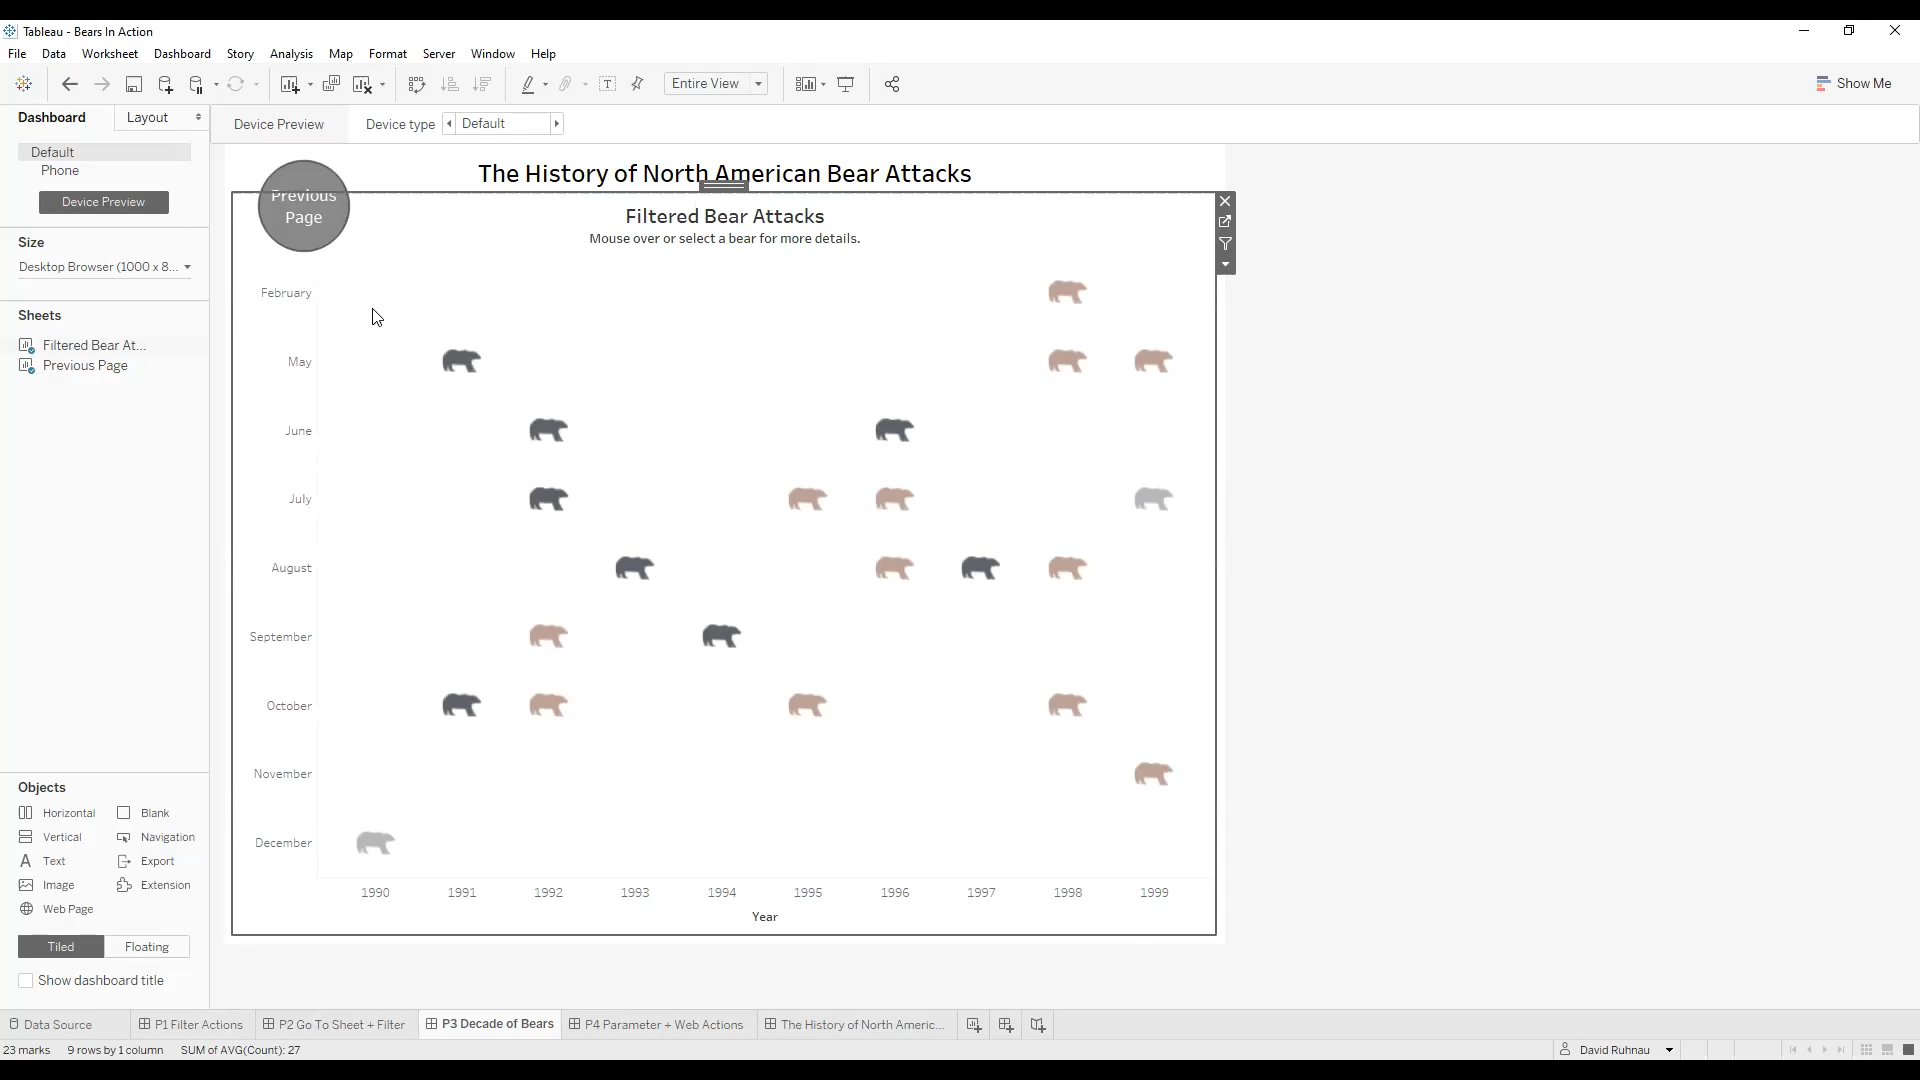 Tableau - Bears In Action
File Data Worksheet Dashboard Story Analysis Map Format Server Window Help
Entire View
Show Me
Dashboard Layout
Device Preview Device type Default
Default
Phone
Device Preview
Size
Desktop Browser (1000 x 8...
Sheets
Filtered Bear At...
Previous Page
The History of North American Bear Attacks
Previous
Page
Filtered Bear Attacks
Mouse over or select a bear for more details.
February
May
June
July
August
September
October
November
December
1990 1991 1992 1993 1994 1995 1996 1997 1998 1999
Year
Objects
Horizontal Blank
Vertical Navigation
A Text Export
Image Extension
Web Page
Tiled Floating
Show dashboard title
Data Source P1 Filter Actions P2 Go To Sheet + Filter P3 Decade of Bears P4 Parameter + Web Actions The History of North Americ...
23 marks 9 rows by 1 column SUM of AVG(Count): 27 David Ruhnau